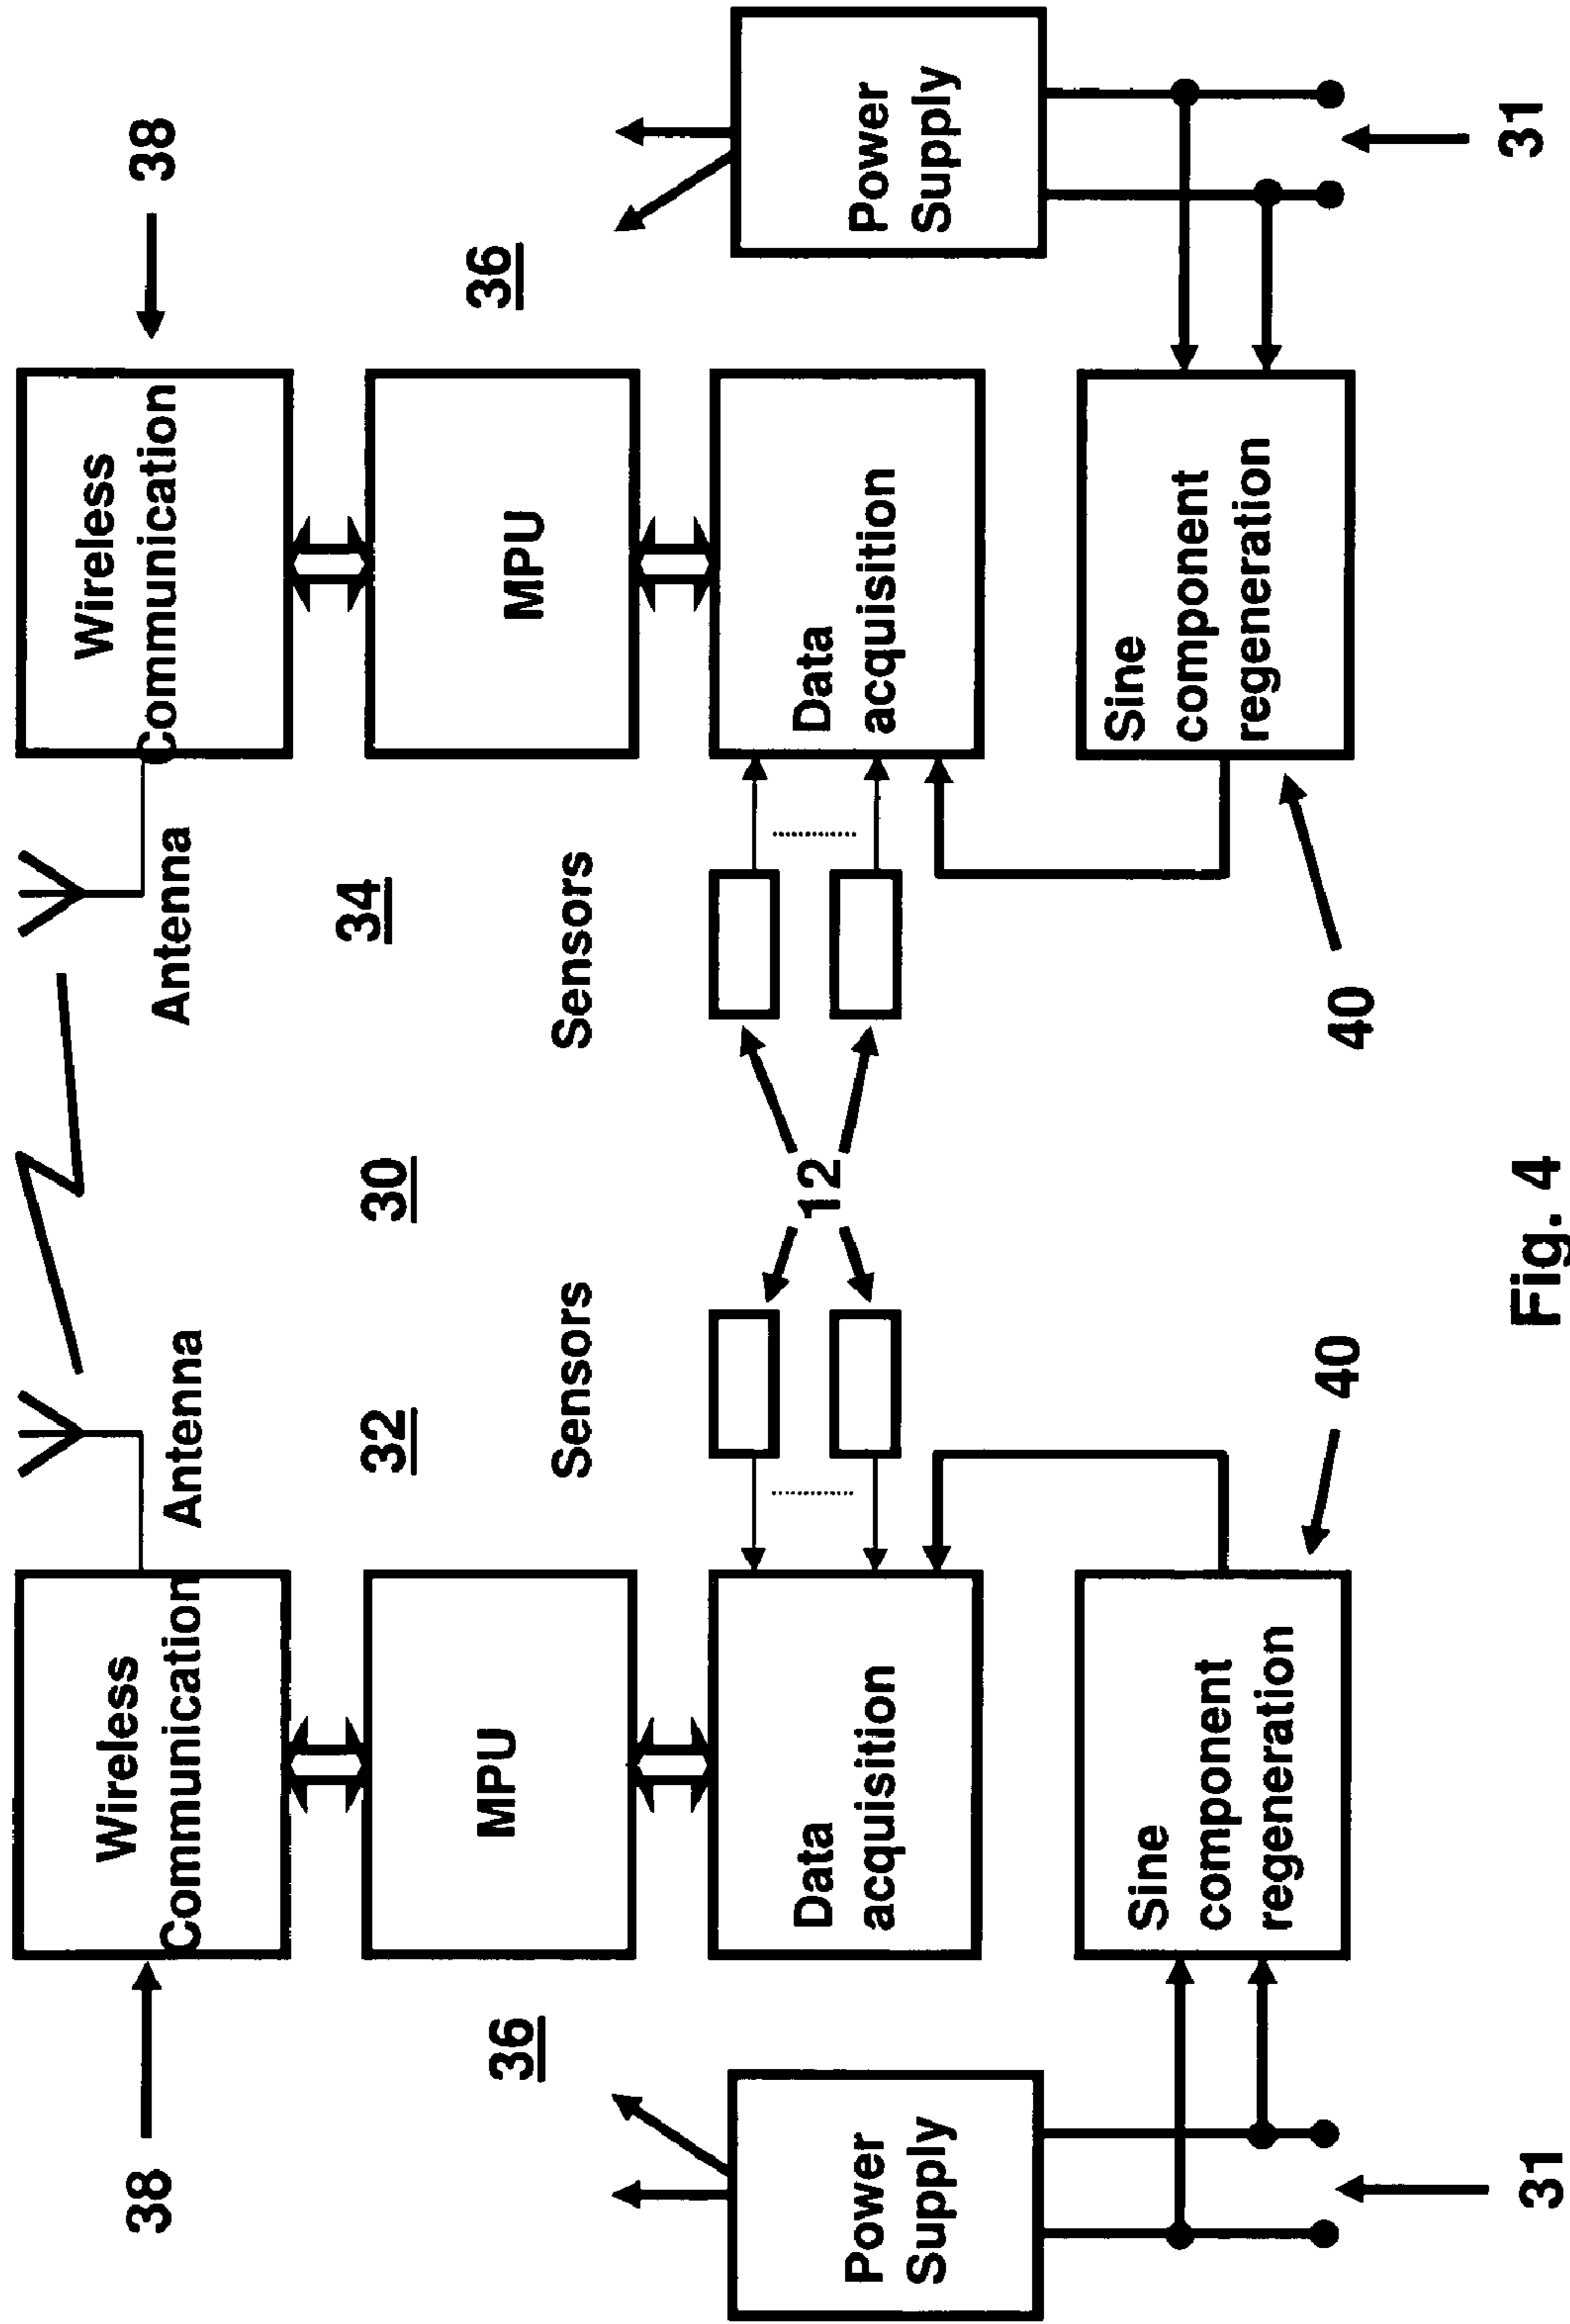 38
Wireless
Communication
Antenna
Antenna
Wireless
Communication
38
36
MPU
32
30
34
MPU
36
Power
Supply
Data
acquisition
Sensors
12
Sensors
Data
acquisition
Power
Supply
31
Sine
component
regeneration
40
40
Sine
component
regeneration
31
Fig. 4